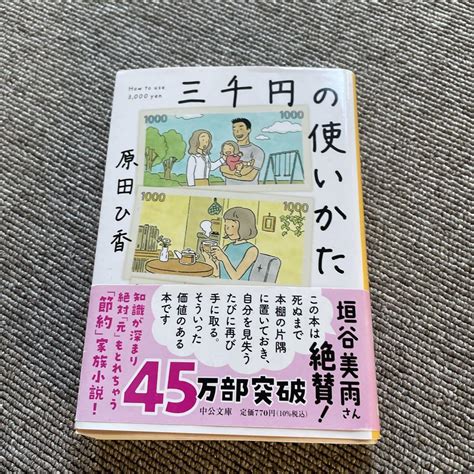 How to use
3,000 yen
三千円の
使いかた
原田ひ香
1000
1000
1000
1000
垣谷美雨さん
絶賛！
この本は
死ぬまで
本棚の片隅
に置いておき、
自分を見失う
たびに再び
手に取る。
そういった
価値のある
本です
知識が深まり
絶対「元」もとれちゃう
「節約」家族小説！
45万部突破
中公文庫 定価770円(10%税込)